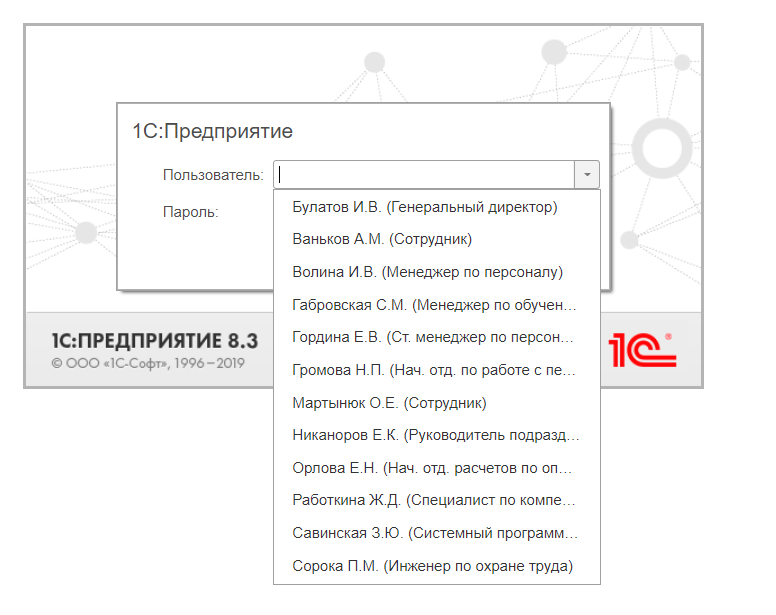 1С:Предприятие
Пользователь:
Пароль:
Булатов И.В. (Генеральный директор)
Ваньков А.М. (Сотрудник)
Волина И.В. (Менеджер по персоналу)
Габровская С.М. (Менеджер по обучен...
Гордина Е.В. (Ст. менеджер по персон...
Громова Н.П. (Нач. отд. по работе с пе...
Мартынюк О.Е. (Сотрудник)
Никаноров Е.К. (Руководитель подразд...
Орлова Е.Н. (Нач. отд. расчетов по оп...
Работкина Ж.Д. (Специалист по компе...
Савинская З.Ю. (Системный программ...
Сорока П.М. (Инженер по охране труда)
1С:ПРЕДПРИЯТИЕ 8.3
© ООО «1С-Софт», 1996–2019
1С®